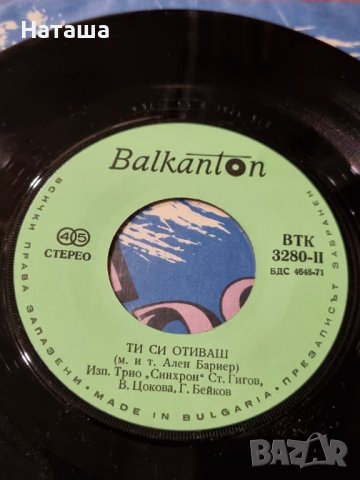 Наташа
Balkanton
45
СТЕРЕО
ВТК
3280-II
БДС 4648-71
ТИ СИ ОТИВАШ
(м. и т. Ален Бариер)
Изп. Трио „Синхрон“ Ст. Гигов,
В. Цокова, Г. Бейков
ВСИЧКИ ПРАВА ЗАПАЗЕНИ • MADE IN BULGARIA • ПРЕЗАПИСЪТ ЗАБРАНЕН
BAZAR